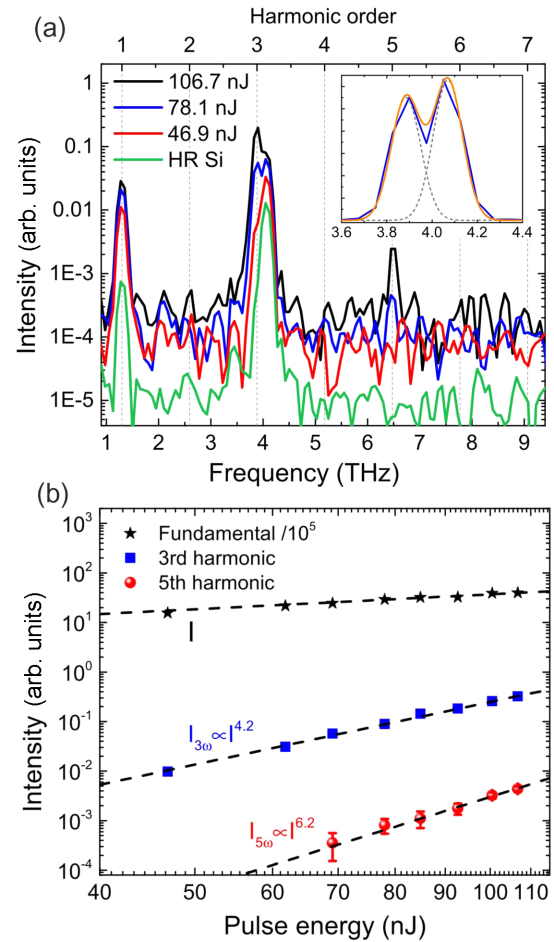 (a)
Harmonic order
1 2 3 4 5 6 7
Intensity (arb. units)
1
0.1
0.01
1E-3
1E-4
1E-5
106.7 nJ
78.1 nJ
46.9 nJ
HR Si
3.6 3.8 4.0 4.2 4.4
1 2 3 4 5 6 7 8 9
Frequency (THz)
(b)
Intensity (arb. units)
10³
10²
10¹
10⁰
10⁻¹
10⁻²
10⁻³
10⁻⁴
Fundamental /10⁵
3rd harmonic
5th harmonic
I
I₃ω∝I⁴·²
I₅ω∝I⁶·²
40 50 60 70 80 90 100 110
Pulse energy (nJ)